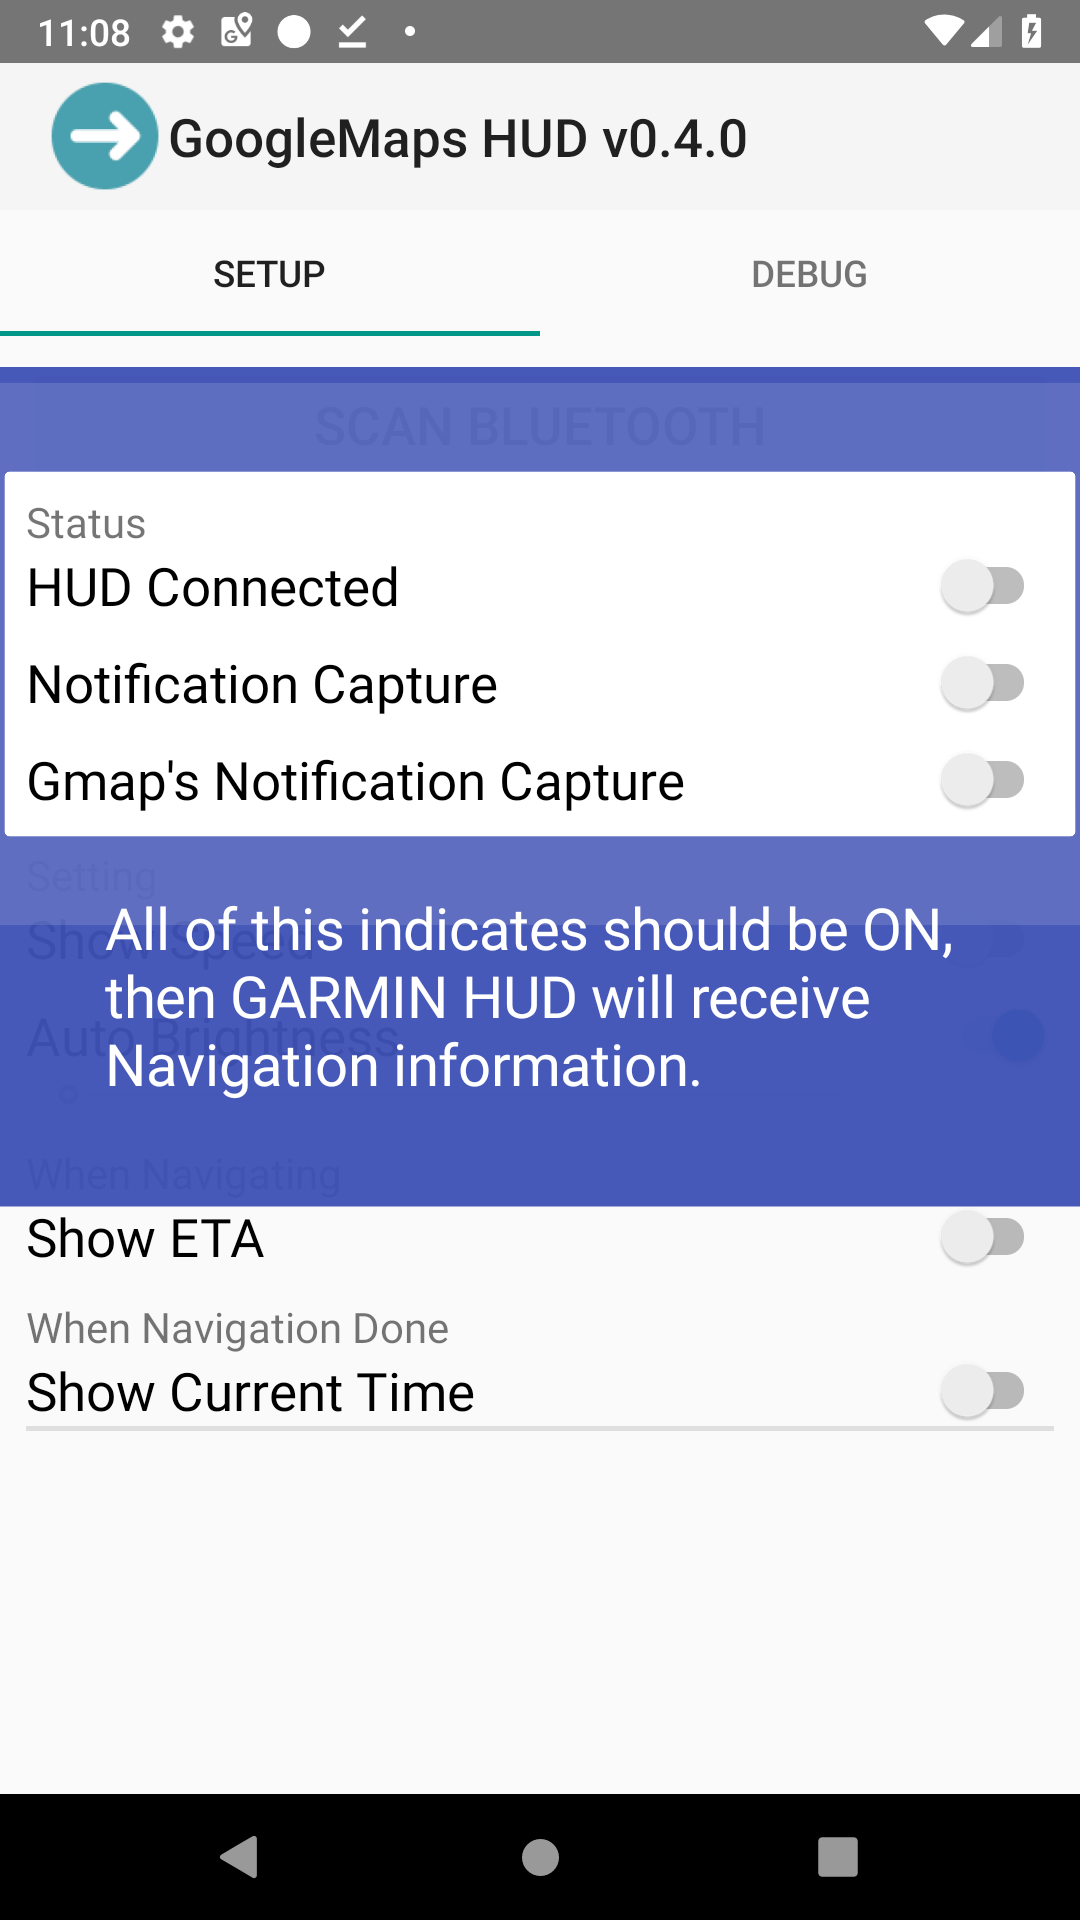 11:08
GoogleMaps HUD v0.4.0
SETUP
DEBUG
SCAN BLUETOOTH
Status
HUD Connected
Notification Capture
Gmap's Notification Capture
Setting
Show Speed
All of this indicates should be ON,
then GARMIN HUD will receive
Auto Brightness
Navigation information.
When Navigating
Show ETA
When Navigation Done
Show Current Time